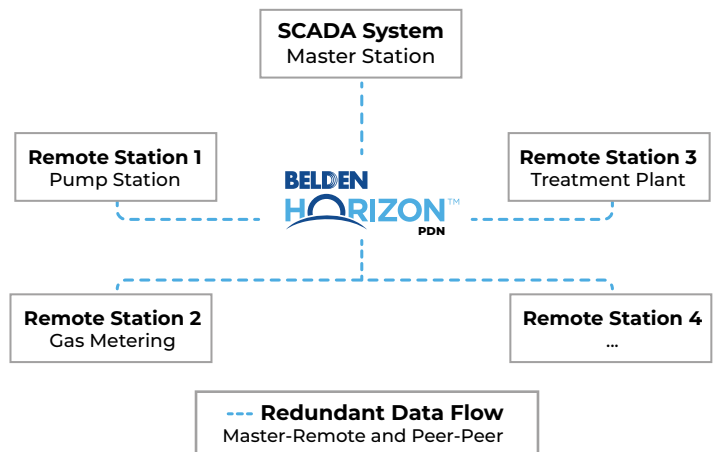 SCADA System
Master Station
Remote Station 1
Pump Station
Remote Station 3
Treatment Plant
BELDEN
HORIZON™
PDN
Remote Station 2
Gas Metering
Remote Station 4
...
Redundant Data Flow
Master-Remote and Peer-Peer